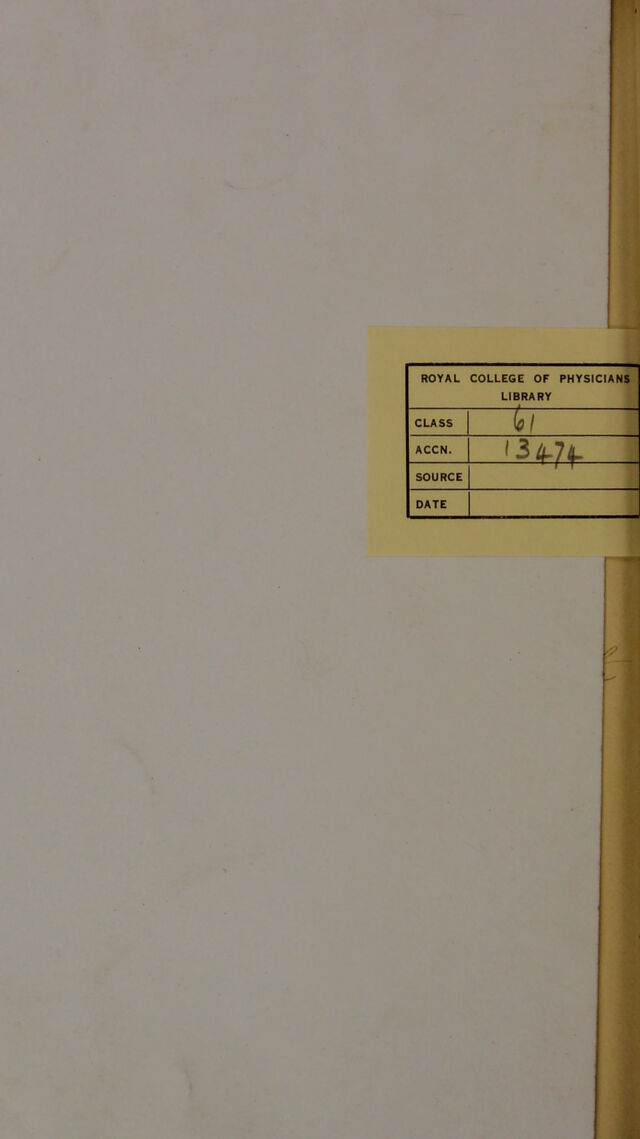 ROYAL COLLEGE OF PHYSICIANS
LIBRARY
CLASS 61
ACCN. 13474
SOURCE
DATE